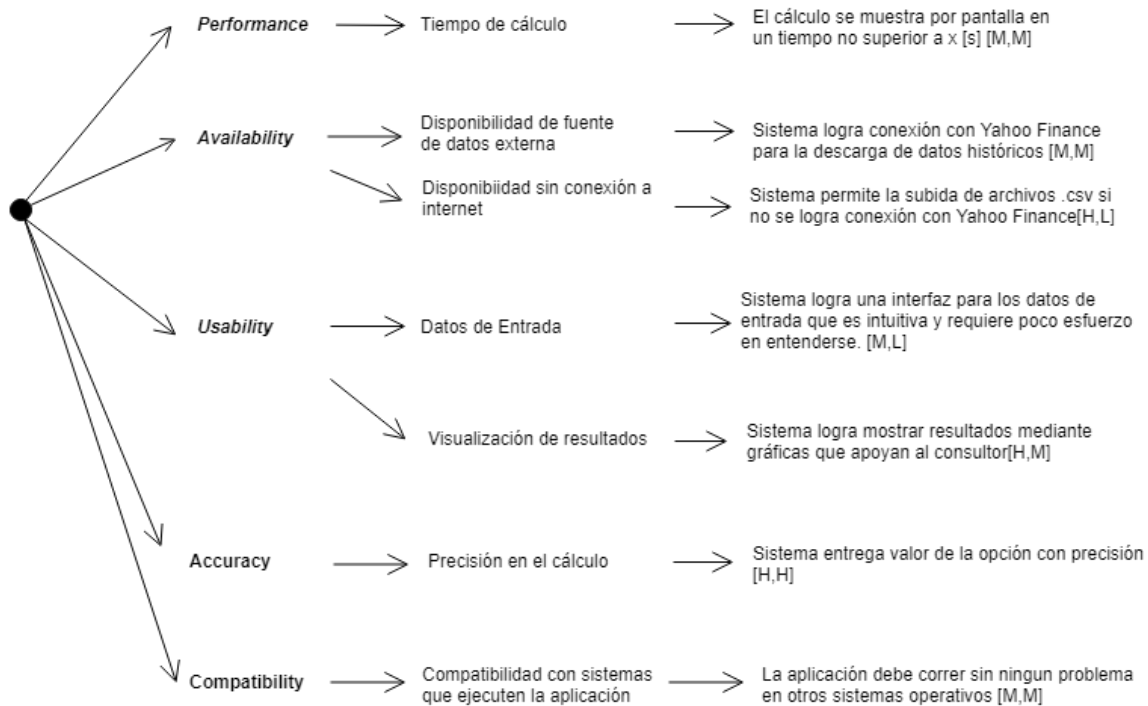 Performance
Tiempo de cálculo
El cálculo se muestra por pantalla en
un tiempo no superior a x [s] [M,M]
Availability
Disponibilidad de fuente
de datos externa
Sistema logra conexión con Yahoo Finance
para la descarga de datos históricos [M,M]
Disponibiidad sin conexión a
internet
Sistema permite la subida de archivos .csv si
no se logra conexión con Yahoo Finance[H,L]
Usability
Datos de Entrada
Sistema logra una interfaz para los datos de
entrada que es intuitiva y requiere poco esfuerzo
en entenderse. [M,L]
Visualización de resultados
Sistema logra mostrar resultados mediante
gráficas que apoyan al consultor[H,M]
Accuracy
Precisión en el cálculo
Sistema entrega valor de la opción con precisión
[H,H]
Compatibility
Compatibilidad con sistemas
que ejecuten la aplicación
La aplicación debe correr sin ningun problema
en otros sistemas operativos [M,M]